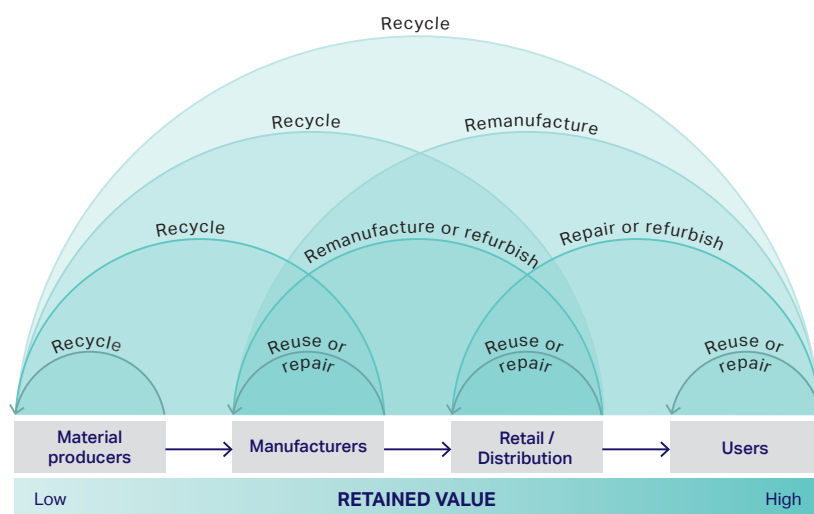 Recycle
Recycle
Remanufacture
Recycle
Remanufacture or refurbish
Repair or refurbish
Recycle
Reuse or
repair
Reuse or
repair
Reuse or
repair
Material
producers
Manufacturers
Retail /
Distribution
Users
Low
RETAINED VALUE
High